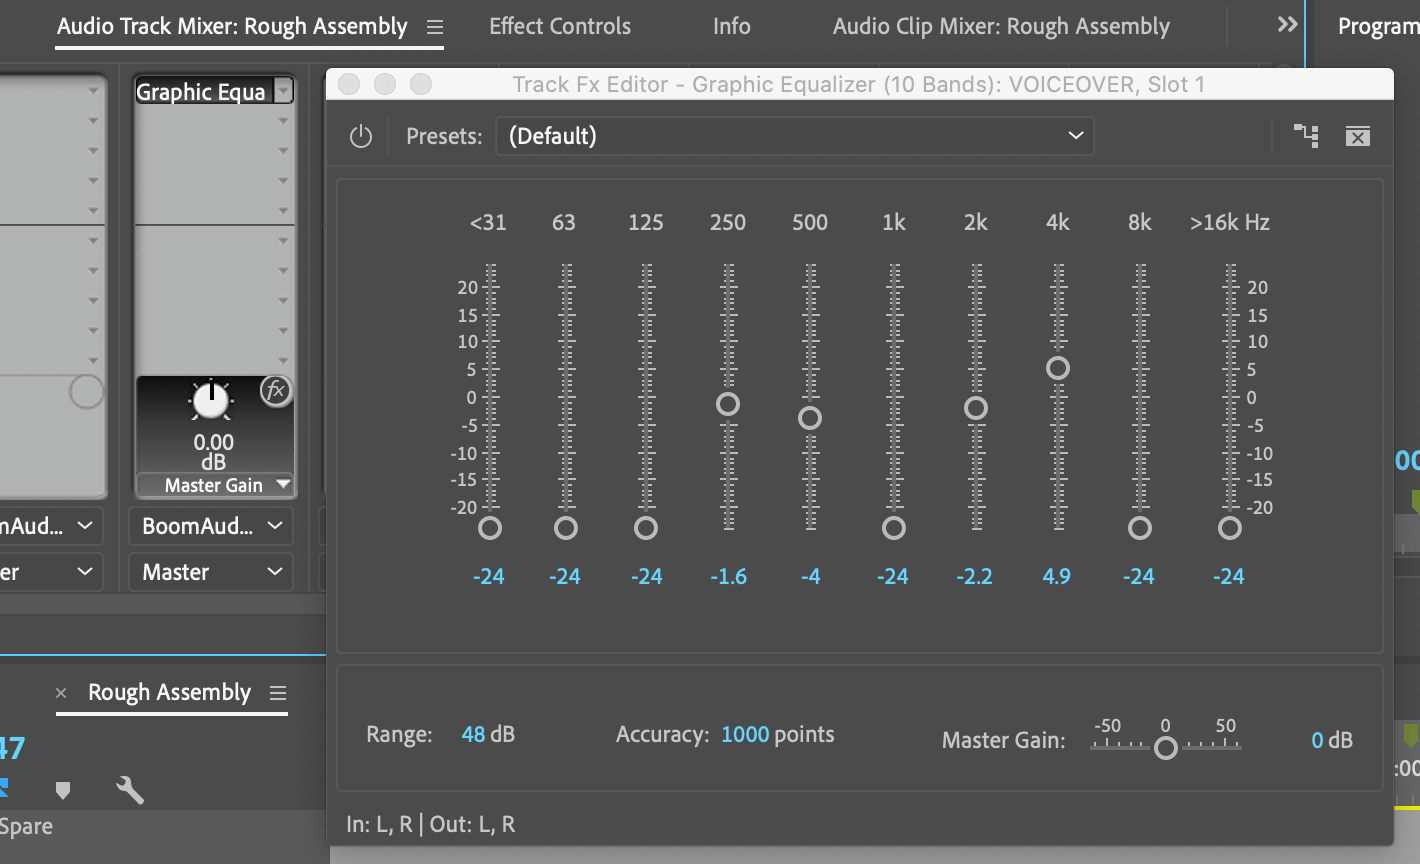 Audio Track Mixer: Rough Assembly
Effect Controls
Info
Audio Clip Mixer: Rough Assembly
Program
Graphic Equa
Track Fx Editor - Graphic Equalizer (10 Bands): VOICEOVER, Slot 1
Presets: (Default)
<31 63 125 250 500 1k 2k 4k 8k >16k Hz
20 20
15 15
10 10
5 5
0 0
-5 -5
-10 -10
-15 -15
-20 -20
-24 -24 -24 -1.6 -4 -24 -2.2 4.9 -24 -24
fx
0.00
dB
Master Gain
mAud... BoomAud...
er Master
00
Rough Assembly
47
Spare
Range: 48 dB
Accuracy: 1000 points
Master Gain:
-50 0 50
0 dB
:00
In: L, R | Out: L, R